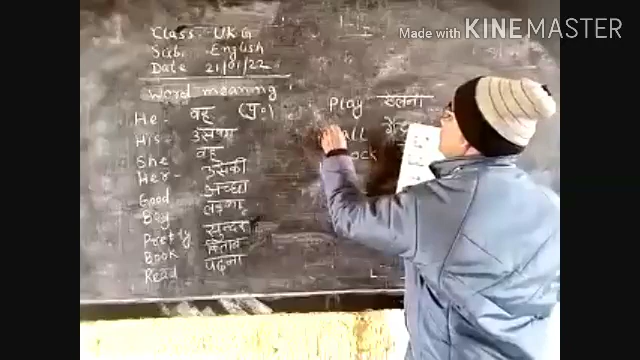 Made with KINEMASTER
Class. UKG
Sub. English
Date 21/01/22
Word meaning
He- वह (पु०)
His- उसका
She वह
Her- उसकी
Good अच्छा
Boy लड़का
Pretty सुन्दर
Book किताब
Read पढ़ना
Play खेलना